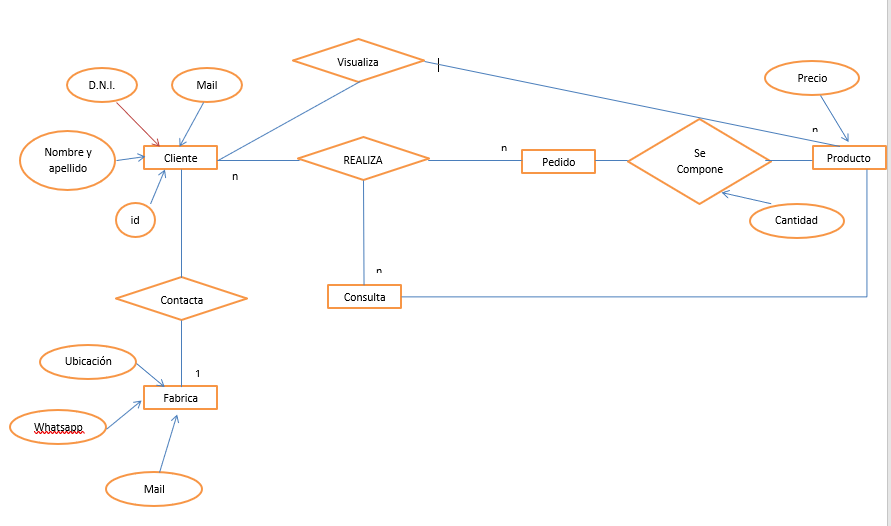 Visualiza
D.N.I.
Mail
Precio
n
Nombre y
apellido
Cliente
REALIZA
n
Pedido
Se
Compone
Producto
n
id
Cantidad
n
Contacta
Consulta
Ubicación
1
Fabrica
Whatsapp
Mail